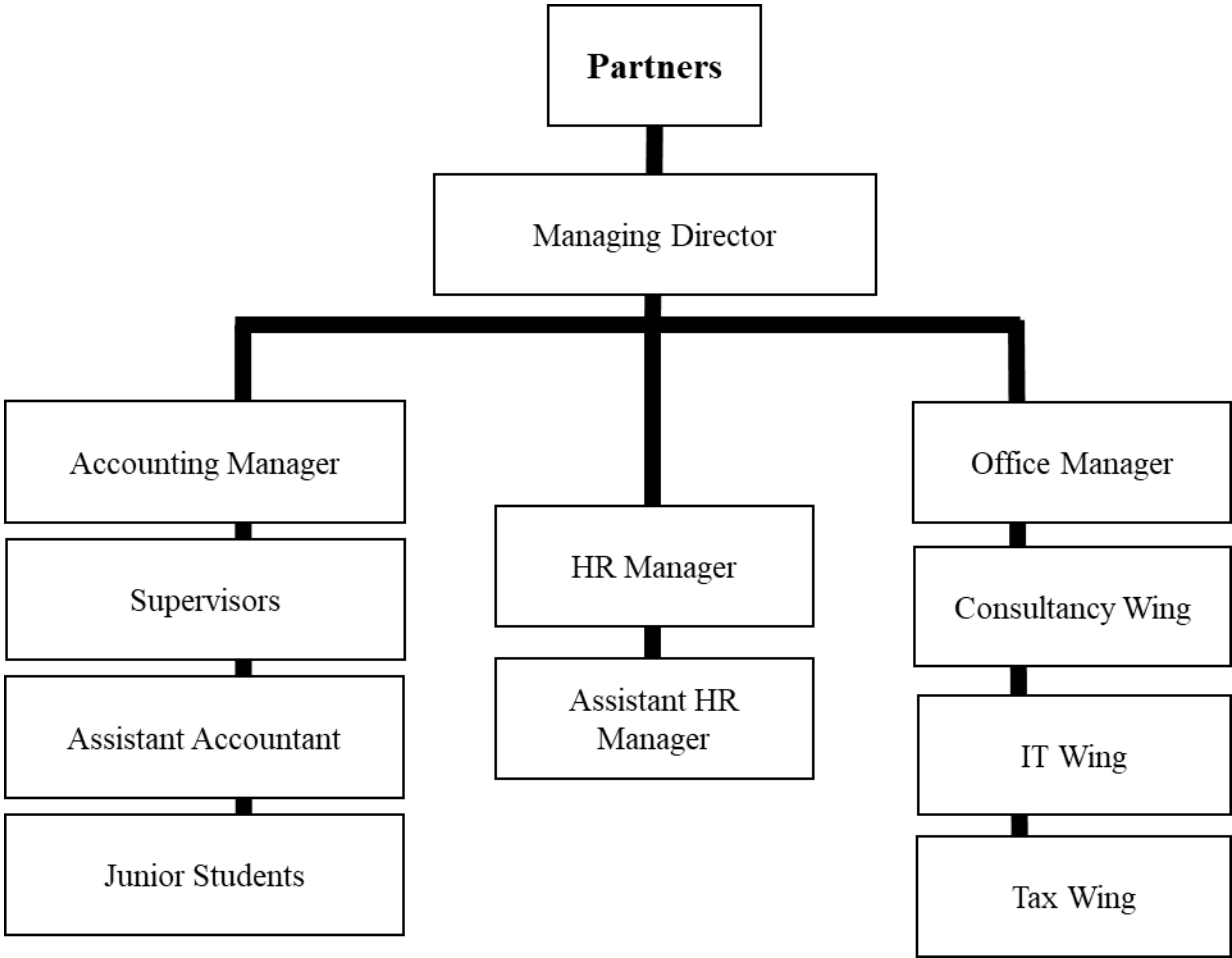 Partners
Managing Director
Accounting Manager
Supervisors
Assistant Accountant
Junior Students
HR Manager
Assistant HR
Manager
Office Manager
Consultancy Wing
IT Wing
Tax Wing